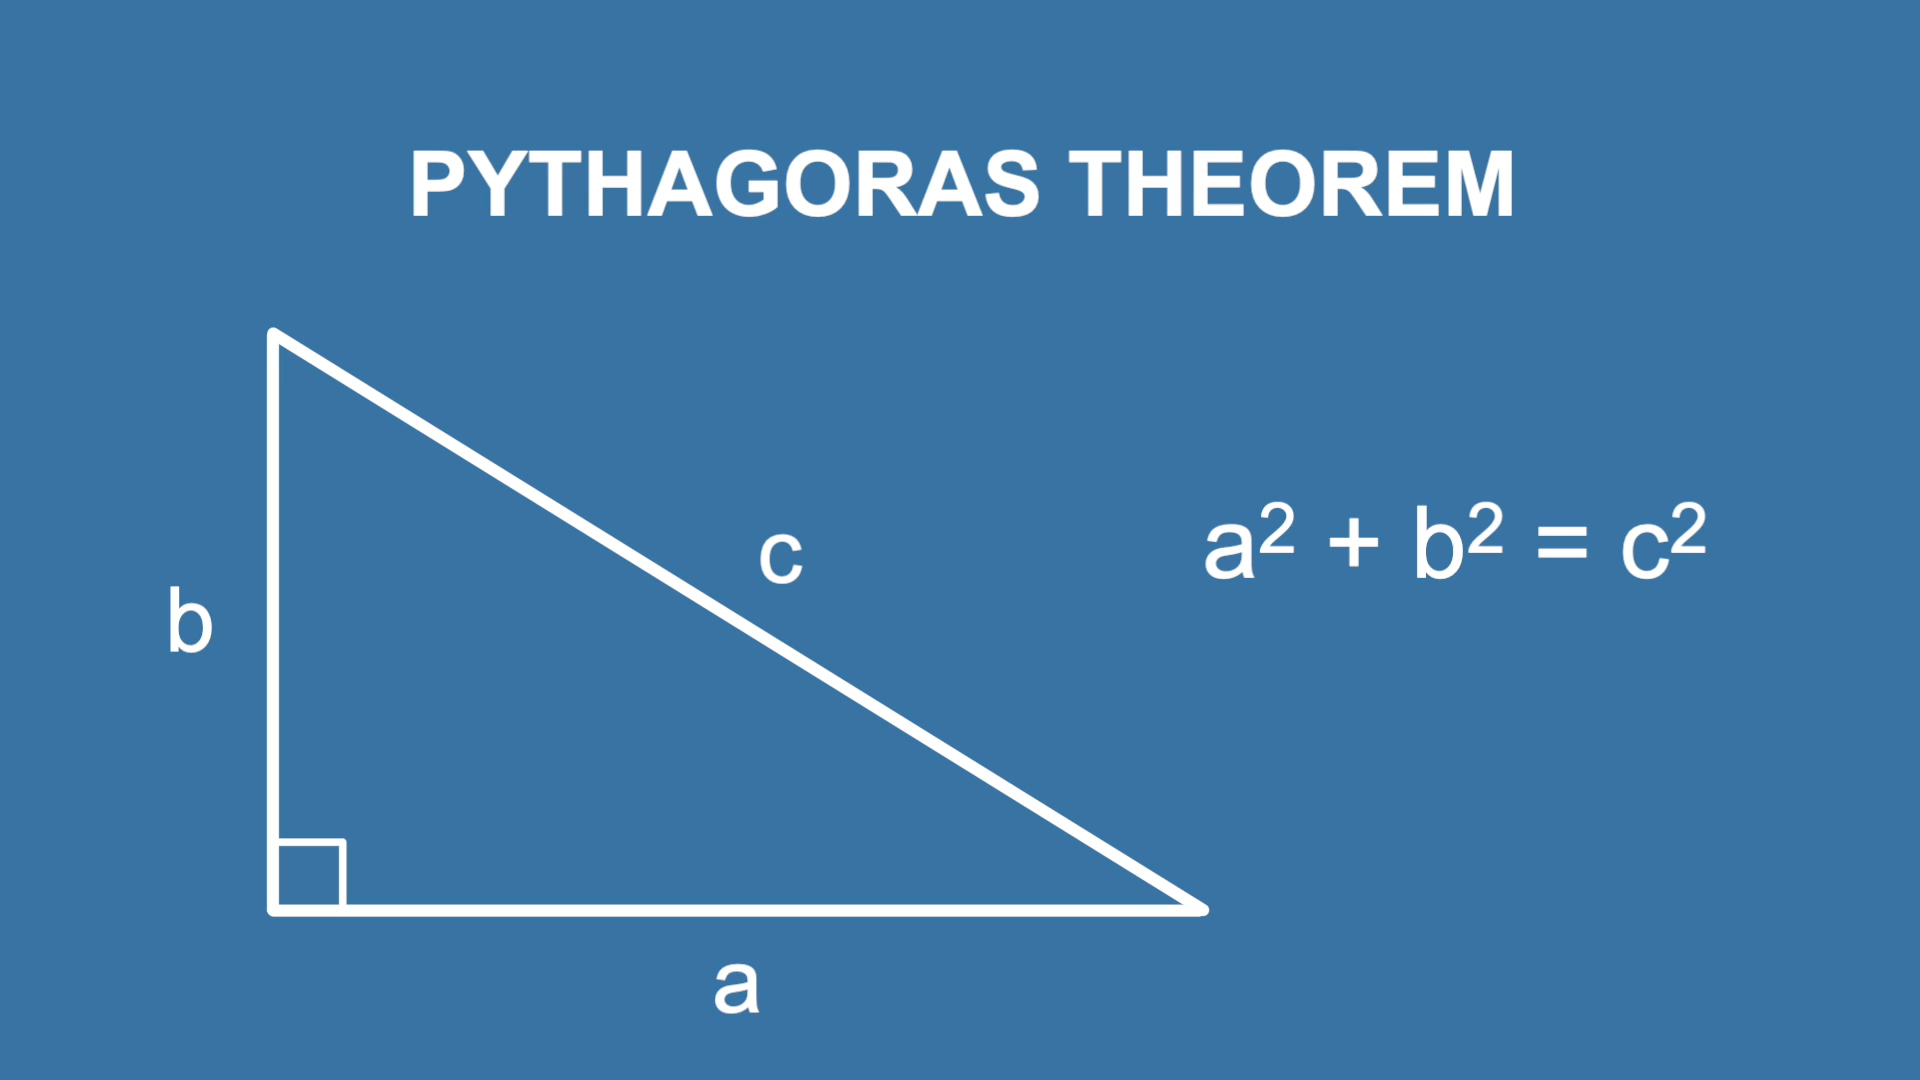 PYTHAGORAS THEOREM
c
a² + b² = c²
b
a